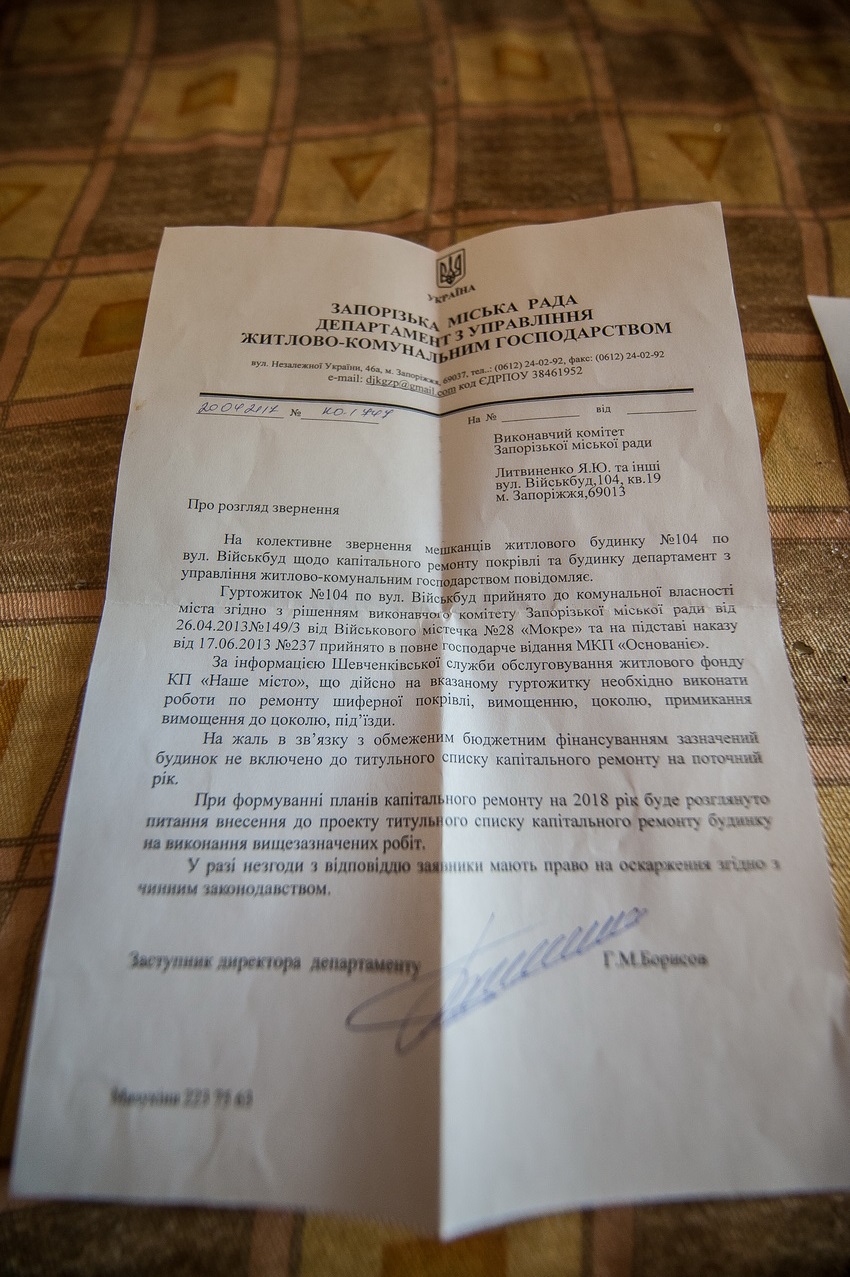 УКРАЇНА
ЗАПОРІЗЬКА МІСЬКА РАДА
ДЕПАРТАМЕНТ З УПРАВЛІННЯ
ЖИТЛОВО-КОМУНАЛЬНИМ ГОСПОДАРСТВОМ
вул. Незалежної України, 46а, м. Запоріжжя, 69037, тел..: (0612) 24-02-92, факс: (0612) 24-02-92
e-mail: djkgzp@gmail.com код ЄДРПОУ 38461952
20 04 2017 № На № від
Виконавчий комітет
Запорізької міської ради
Литвиненко Я.Ю. та інші
вул. Військбуд,104, кв.19
м. Запоріжжя,69013
Про розгляд звернення
На колективне звернення мешканців житлового будинку №104 по
вул. Військбуд щодо капітального ремонту покрівлі та будинку департамент з
управління житлово-комунальним господарством повідомляє.
Гуртожиток №104 по вул. Військбуд прийнято до комунальної власності
міста згідно з рішенням виконавчого комітету Запорізької міської ради від
26.04.2013№149/3 від Військового містечка №28 «Мокре» та на підставі наказу
від 17.06.2013 №237 прийнято в повне господарче відання МКП «Основаніє».
За інформацією Шевченківської служби обслуговування житлового фонду
КП «Наше місто», що дійсно на вказаному гуртожитку необхідно виконати
роботи по ремонту шиферної покрівлі, вимощенню, цоколю, примикання
вимощення до цоколю, під’їзди.
На жаль в зв’язку з обмеженим бюджетним фінансуванням зазначений
будинок не включено до титульного списку капітального ремонту на поточний
рік.
При формуванні планів капітального ремонту на 2018 рік буде розглянуто
питання внесення до проекту титульного списку капітального ремонту будинку
на виконання вищезазначених робіт.
У разі незгоди з відповіддю заявники мають право на оскарження згідно з
чинним законодавством.
Заступник директора департаменту Г.М.Борисов